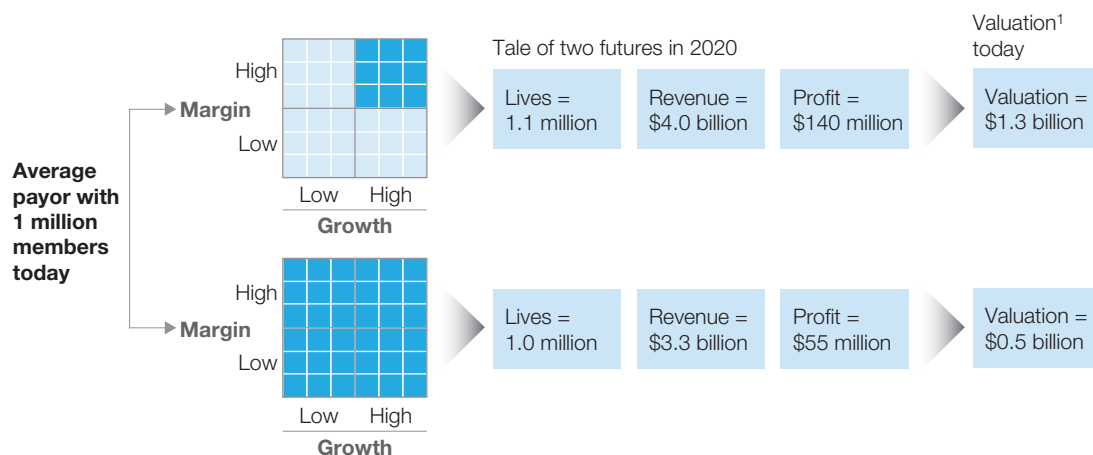 Tale of two futures in 2020
Valuation1
today
High
Margin
Low
Low High
Growth
Lives =
1.1 million
Revenue =
$4.0 billion
Profit =
$140 million
Valuation =
$1.3 billion
Average
payor with
1 million
members
today
High
Margin
Low
Low High
Growth
Lives =
1.0 million
Revenue =
$3.3 billion
Profit =
$55 million
Valuation =
$0.5 billion